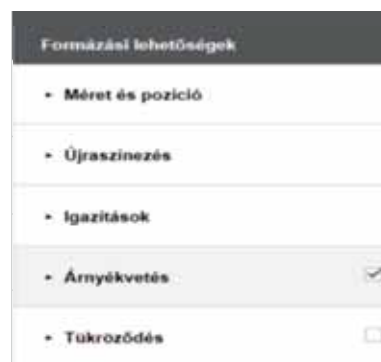 Formázási lehetőségek
Méret és pozíció
Újraszínezés
Igazítások
Árnyékvetés
Tükröződés